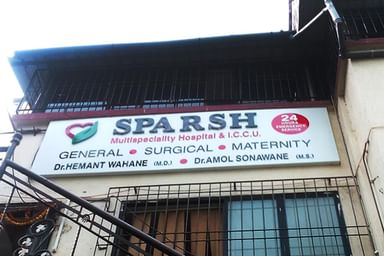 SPARSH
Multispeciality Hospital & I.C.C.U.
24
HOURS
EMERGENCY
SERVICE
GENERAL • SURGICAL • MATERNITY
Dr.HEMANT WAHANE (M.D.) • Dr.AMOL SONAWANE (M.S.)